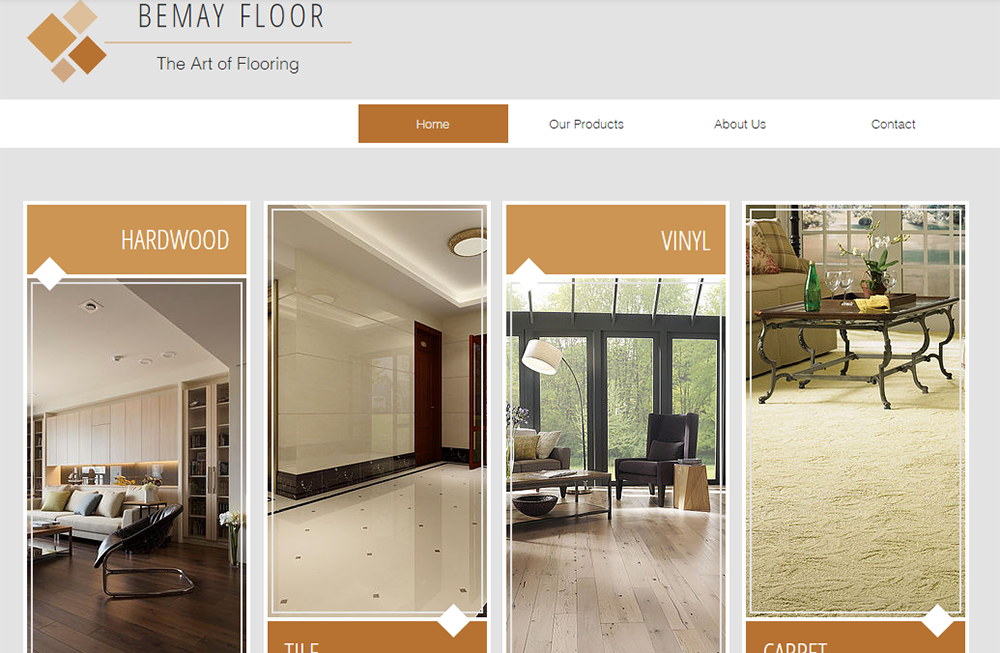 BEMAY FLOOR
The Art of Flooring
Home
Our Products
About Us
Contact
HARDWOOD
VINYL
TILE
CARPET